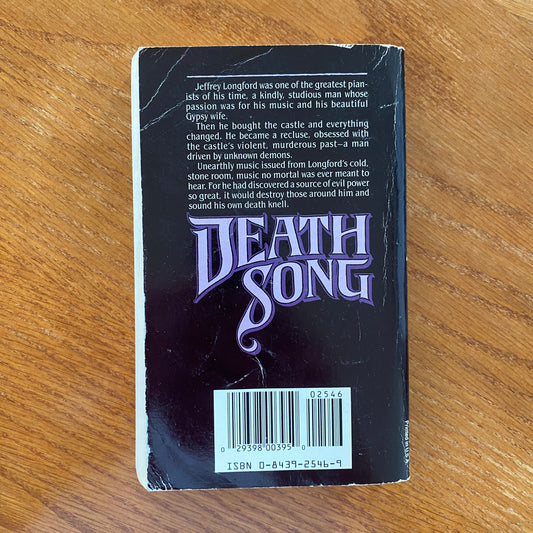 Jeffrey Longford was one of the greatest pian-
ists of his time, a kindly, studious man whose
passion was for his music and his beautiful
Gypsy wife.
Then he bought the castle and everything
changed. He became a recluse, obsessed with
the castle's violent, murderous past—a man
driven by unknown demons.
Unearthly music issued from Longford's cold,
stone room, music no mortal was ever meant to
hear. For he had discovered a source of evil power
so great, it would destroy those around him and
sound his own death knell.
DEATH
SONG
02546
0 29398 00395 0
ISBN 0-8439-2546-9
Printed in U.S.A.